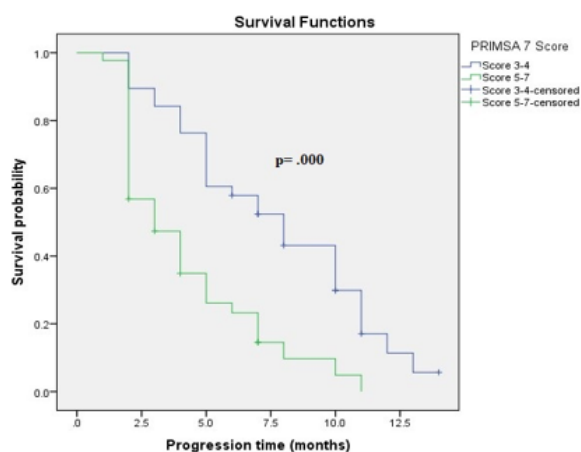 Survival Functions
PRIMSA 7 Score
Score 3-4
Score 5-7
Score 3-4-censored
Score 5-7-censored
p= .000
Survival probability
1.0
0.8
0.6
0.4
0.2
0.0
.0 2.5 5.0 7.5 10.0 12.5
Progression time (months)